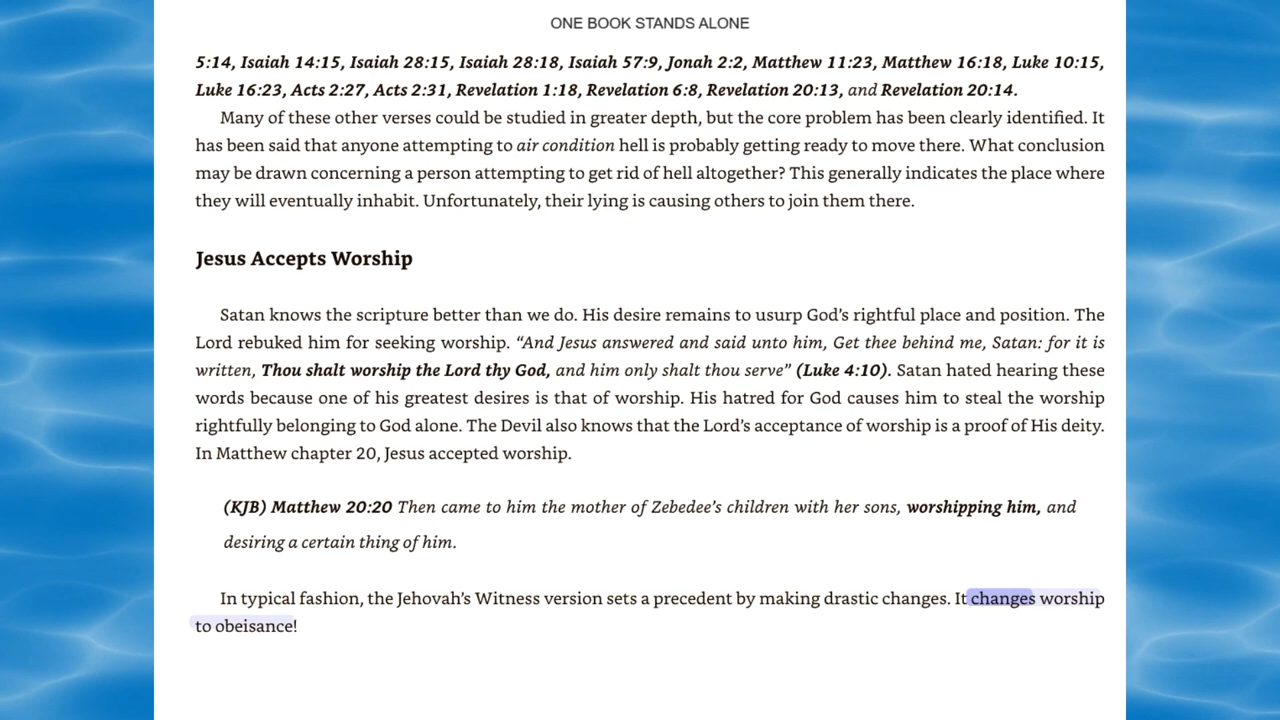 ONE BOOK STANDS ALONE
5:14, Isaiah 14:15, Isaiah 28:15, Isaiah 28:18, Isaiah 57:9, Jonah 2:2, Matthew 11:23, Matthew 16:18, Luke 10:15,
Luke 16:23, Acts 2:27, Acts 2:31, Revelation 1:18, Revelation 6:8, Revelation 20:13, and Revelation 20:14.
Many of these other verses could be studied in greater depth, but the core problem has been clearly identified. It
has been said that anyone attempting to air condition hell is probably getting ready to move there. What conclusion
may be drawn concerning a person attempting to get rid of hell altogether? This generally indicates the place where
they will eventually inhabit. Unfortunately, their lying is causing others to join them there.
Jesus Accepts Worship
Satan knows the scripture better than we do. His desire remains to usurp God’s rightful place and position. The
Lord rebuked him for seeking worship. “And Jesus answered and said unto him, Get thee behind me, Satan: for it is
written, Thou shalt worship the Lord thy God, and him only shalt thou serve” (Luke 4:10). Satan hated hearing these
words because one of his greatest desires is that of worship. His hatred for God causes him to steal the worship
rightfully belonging to God alone. The Devil also knows that the Lord’s acceptance of worship is a proof of His deity.
In Matthew chapter 20, Jesus accepted worship.
(KJB) Matthew 20:20 Then came to him the mother of Zebedee’s children with her sons, worshipping him, and
desiring a certain thing of him.
In typical fashion, the Jehovah’s Witness version sets a precedent by making drastic changes. It changes worship
to obeisance!